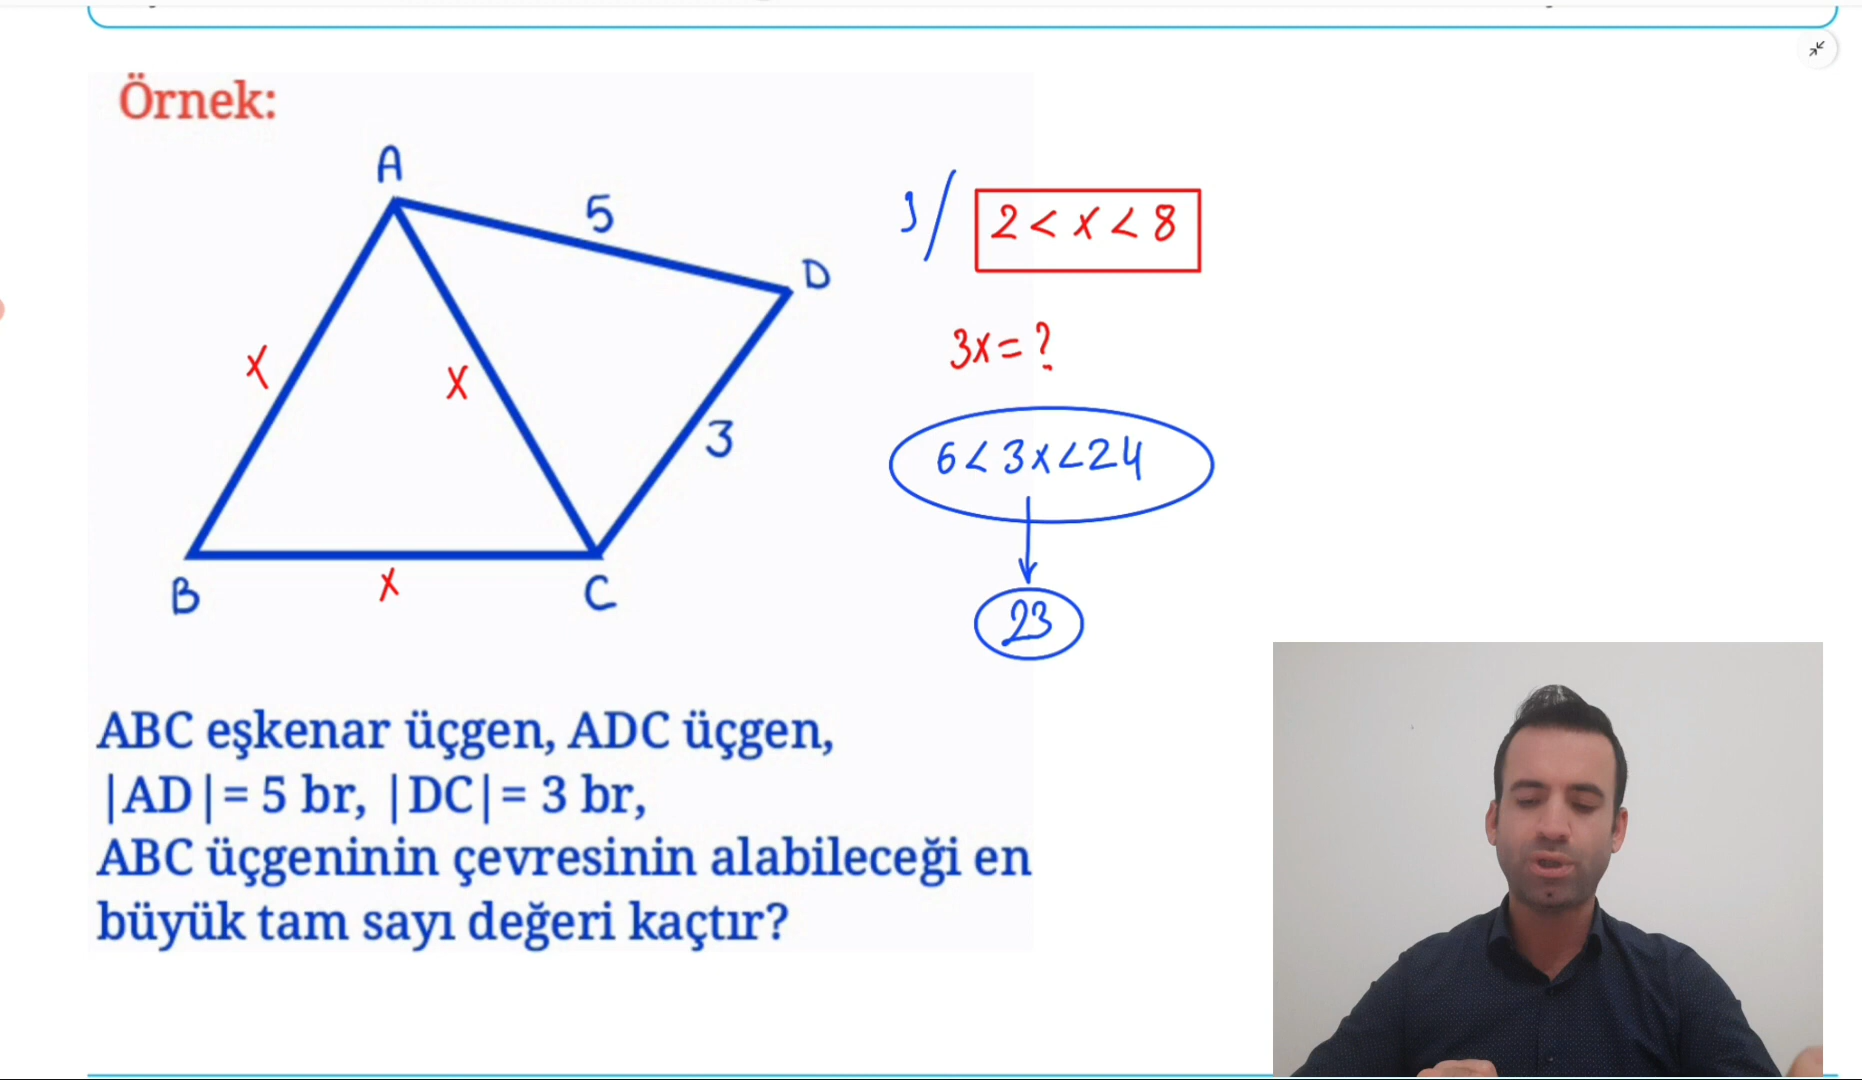 Örnek:
A
5
D
x
x
3
B
x
C
2 < x < 8
3x = ?
6 < 3x < 24
23
ABC eşkenar üçgen, ADC üçgen,
|AD|= 5 br, |DC|= 3 br,
ABC üçgeninin çevresinin alabileceği en
büyük tam sayı değeri kaçtır?